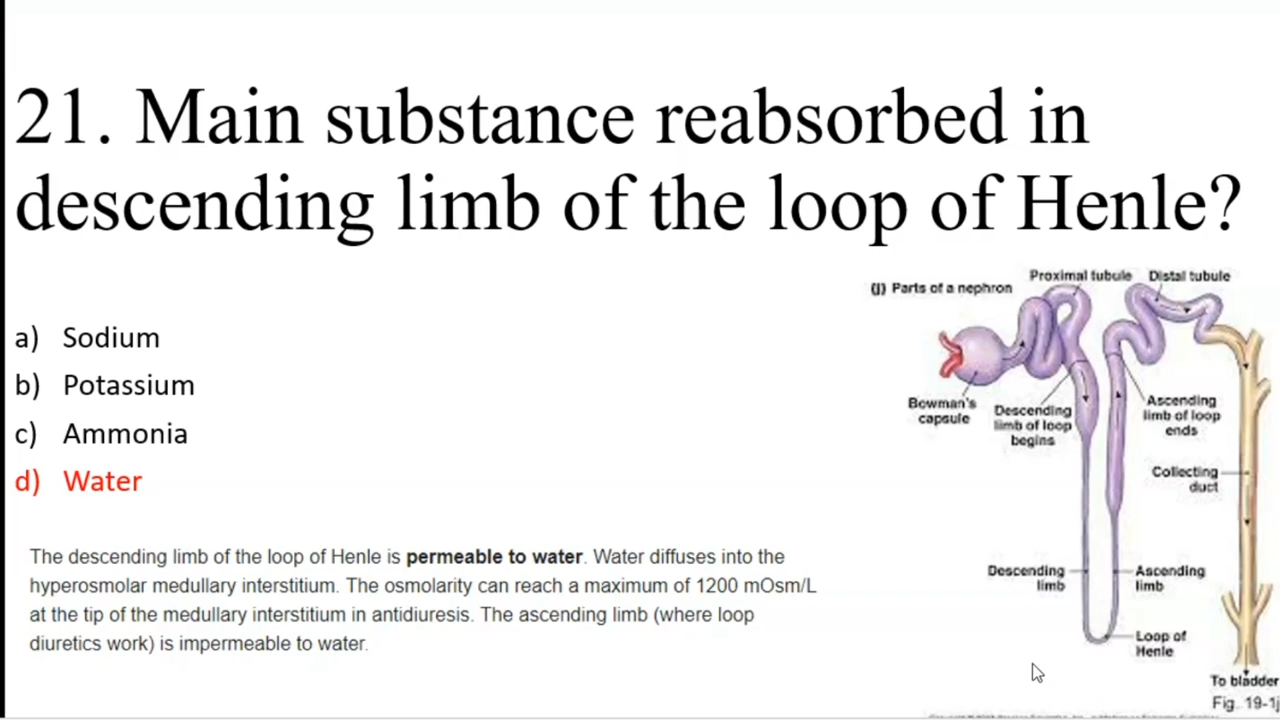 21. Main substance reabsorbed in
descending limb of the loop of Henle?
a) Sodium
b) Potassium
c) Ammonia
d) Water
The descending limb of the loop of Henle is permeable to water. Water diffuses into the
hyperosmolar medullary interstitium. The osmolarity can reach a maximum of 1200 mOsm/L
at the tip of the medullary interstitium in antidiuresis. The ascending limb (where loop
diuretics work) is impermeable to water.
(j) Parts of a nephron
Proximal tubule
Distal tubule
Bowman's
capsule
Descending
limb of loop
begins
Ascending
limb of loop
ends
Collecting
duct
Descending
limb
Ascending
limb
Loop of
Henle
To bladder
Fig. 19-1j